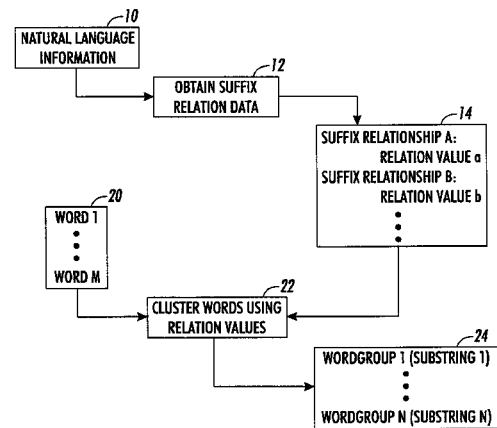 10
NATURAL LANGUAGE
INFORMATION
12
OBTAIN SUFFIX
RELATION DATA
14
SUFFIX RELATIONSHIP A:
RELATION VALUE a
SUFFIX RELATIONSHIP B:
RELATION VALUE b
20
WORD 1
WORD M
22
CLUSTER WORDS USING
RELATION VALUES
24
WORDGROUP 1 (SUBSTRING 1)
WORDGROUP N (SUBSTRING N)